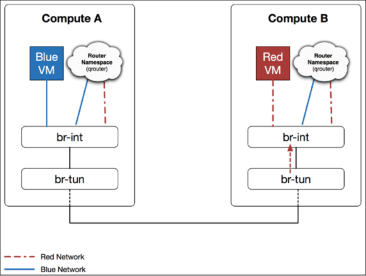 Compute A
Compute B
Blue
VM
Router
Namespace
(qrouter)
Red
VM
Router
Namespace
(qrouter)
br-int
br-int
br-tun
br-tun
Red Network
Blue Network